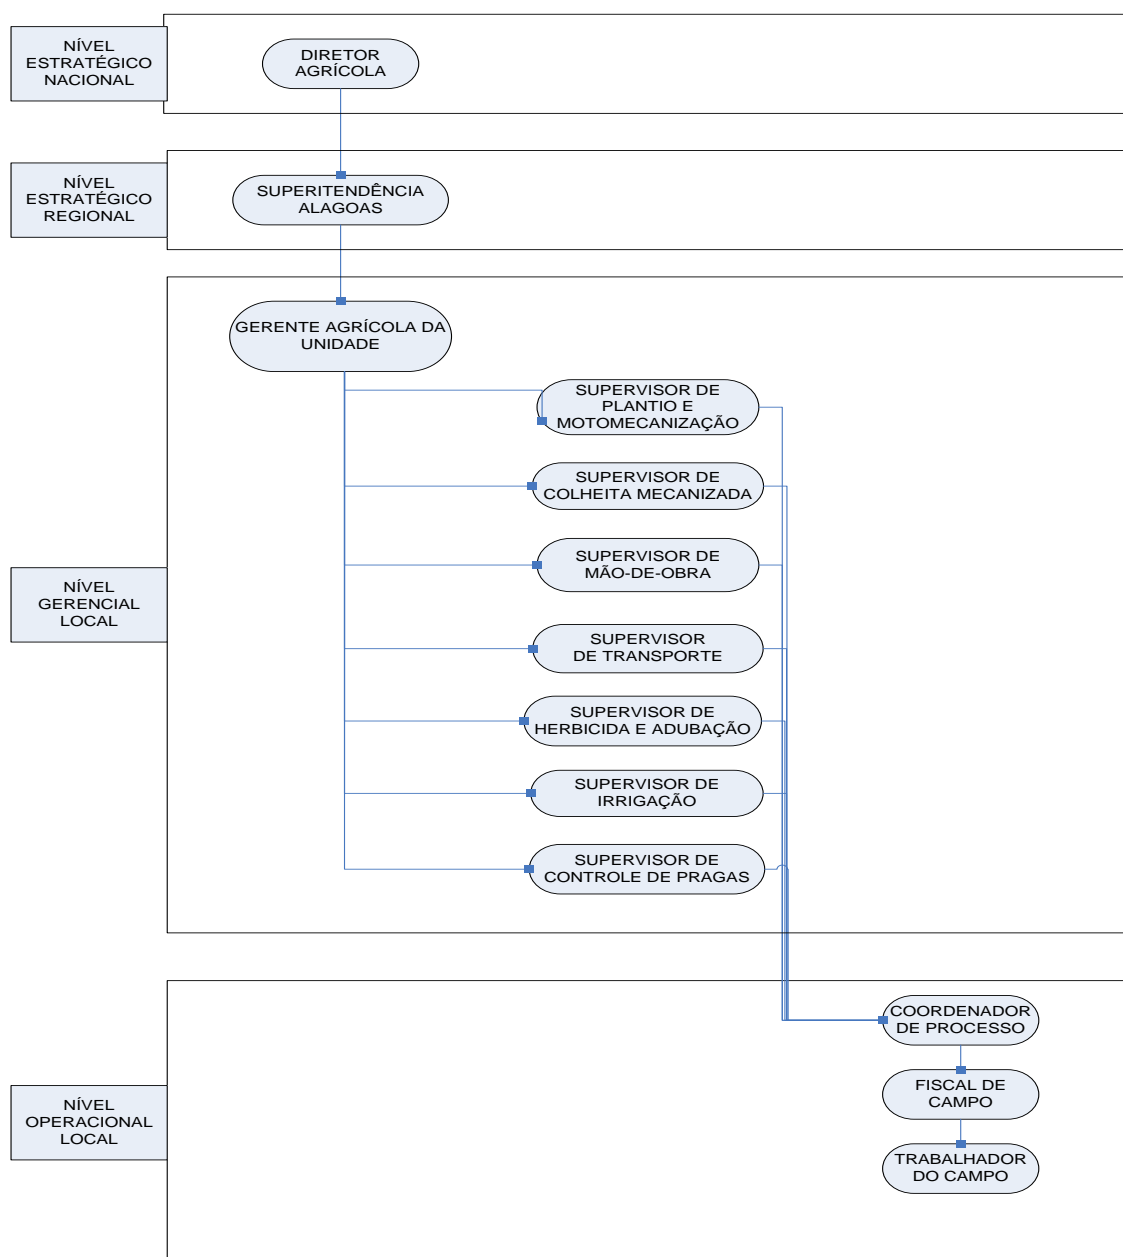 NÍVEL
ESTRATÉGICO
NACIONAL
DIRETOR
AGRÍCOLA
NÍVEL
ESTRATÉGICO
REGIONAL
SUPERITENDÊNCIA
ALAGOAS
GERENTE AGRÍCOLA DA
UNIDADE
SUPERVISOR DE
PLANTIO E
MOTOMECANIZAÇÃO
SUPERVISOR DE
COLHEITA MECANIZADA
SUPERVISOR DE
MÃO-DE-OBRA
NÍVEL
GERENCIAL
LOCAL
SUPERVISOR
DE TRANSPORTE
SUPERVISOR DE
HERBICIDA E ADUBAÇÃO
SUPERVISOR DE
IRRIGAÇÃO
SUPERVISOR DE
CONTROLE DE PRAGAS
COORDENADOR
DE PROCESSO
FISCAL DE
CAMPO
NÍVEL
OPERACIONAL
LOCAL
TRABALHADOR
DO CAMPO